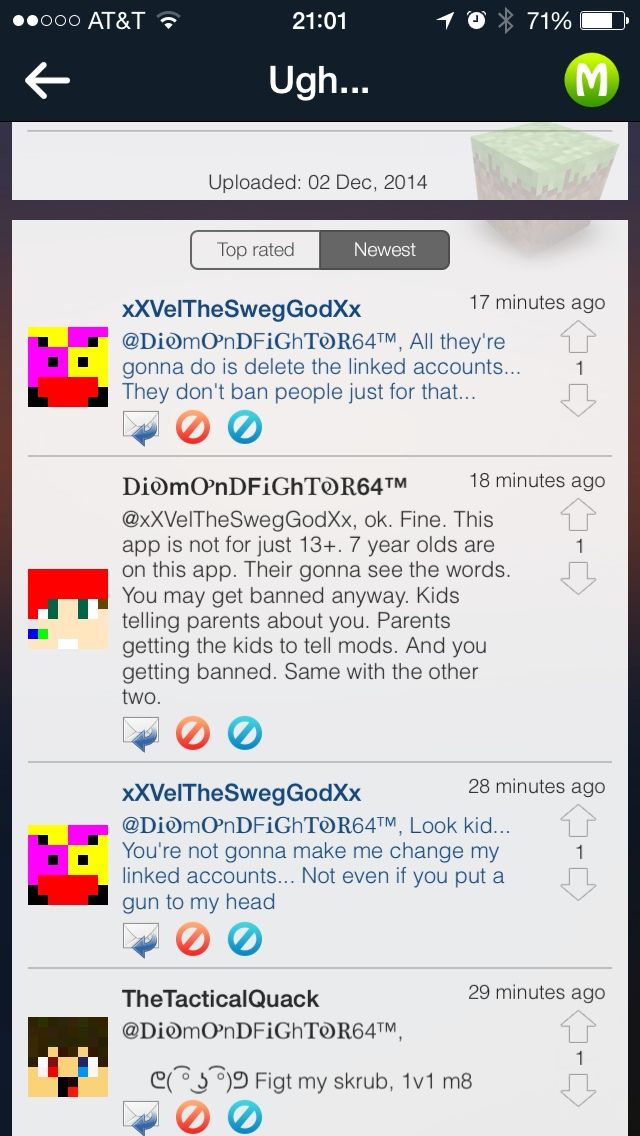 AT&T 21:01 71%
Ugh... M
Uploaded: 02 Dec, 2014
Top rated Newest
xXVelTheSwegGodXx 17 minutes ago
@DiƏmOnDFiGhTƏR64™, All they're
gonna do is delete the linked accounts...
They don't ban people just for that...
1
DiƏmOnDFiGhTƏR64™ 18 minutes ago
@xXVelTheSwegGodXx, ok. Fine. This
app is not for just 13+. 7 year olds are
on this app. Their gonna see the words.
You may get banned anyway. Kids
telling parents about you. Parents
getting the kids to tell mods. And you
getting banned. Same with the other
two.
1
xXVelTheSwegGodXx 28 minutes ago
@DiƏmOnDFiGhTƏR64™, Look kid...
You're not gonna make me change my
linked accounts... Not even if you put a
gun to my head
1
TheTacticalQuack 29 minutes ago
@DiƏmOnDFiGhTƏR64™,
ᕦ( ͡° ͜ʖ ͡°)ᕤ Figt my skrub, 1v1 m8
1